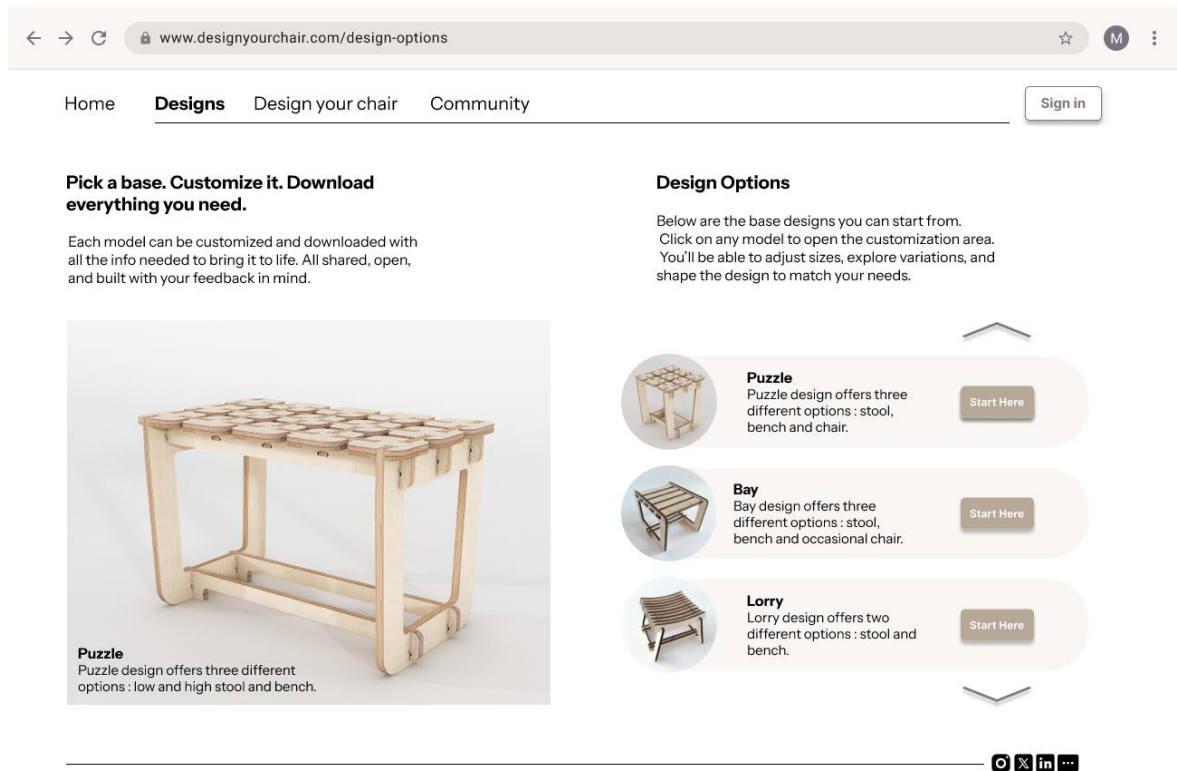 www.designyourchair.com/design-options
M
Home
Designs
Design your chair
Community
Sign in
Pick a base. Customize it. Download
everything you need.
Each model can be customized and downloaded with
all the info needed to bring it to life. All shared, open,
and built with your feedback in mind.
Puzzle
Puzzle design offers three different
options : low and high stool and bench.
Design Options
Below are the base designs you can start from.
Click on any model to open the customization area.
You'll be able to adjust sizes, explore variations, and
shape the design to match your needs.
Puzzle
Puzzle design offers three
different options : stool,
bench and chair.
Start Here
Bay
Bay design offers three
different options : stool,
bench and occasional chair.
Start Here
Lorry
Lorry design offers two
different options : stool and
bench.
Start Here
X
in